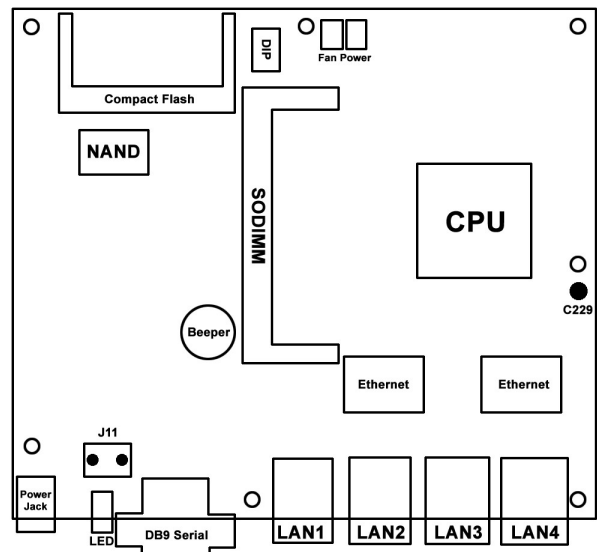 DIP
Fan Power
Compact Flash
NAND
SODIMM
CPU
C229
Beeper
Ethernet
Ethernet
J11
Power
Jack
LED
DB9 Serial
LAN1
LAN2
LAN3
LAN4